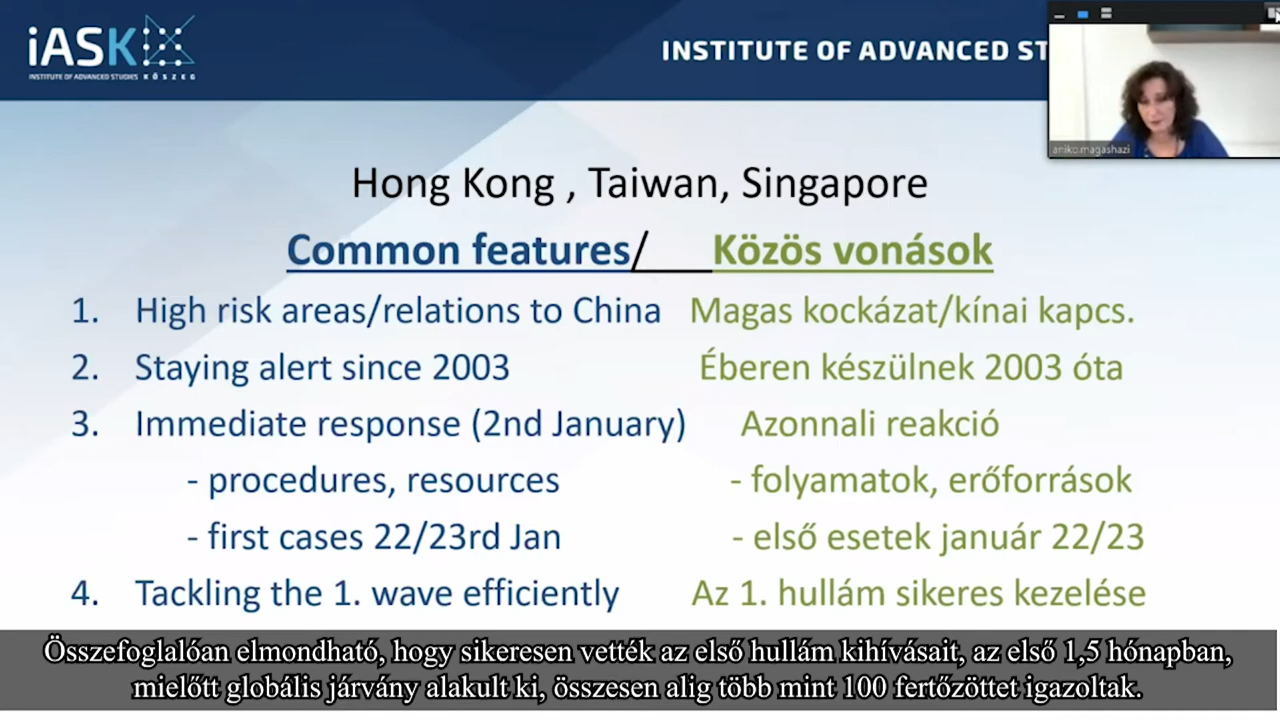 iASK
INSTITUTE OF ADVANCED STUDIES KŐSZEG
INSTITUTE OF ADVANCED ST
aniko.magashazi
Hong Kong , Taiwan, Singapore
Common features/ Közös vonások
1. High risk areas/relations to China Magas kockázat/kínai kapcs.
2. Staying alert since 2003 Éberen készülnek 2003 óta
3. Immediate response (2nd January) Azonnali reakció
- procedures, resources - folyamatok, erőforrások
- first cases 22/23rd Jan - első esetek január 22/23
4. Tackling the 1. wave efficiently Az 1. hullám sikeres kezelése
Összefoglalóan elmondható, hogy sikeresen vették az első hullám kihívásait, az első 1,5 hónapban,
mielőtt globális járvány alakult ki, összesen alig több mint 100 fertőzöttet igazoltak.